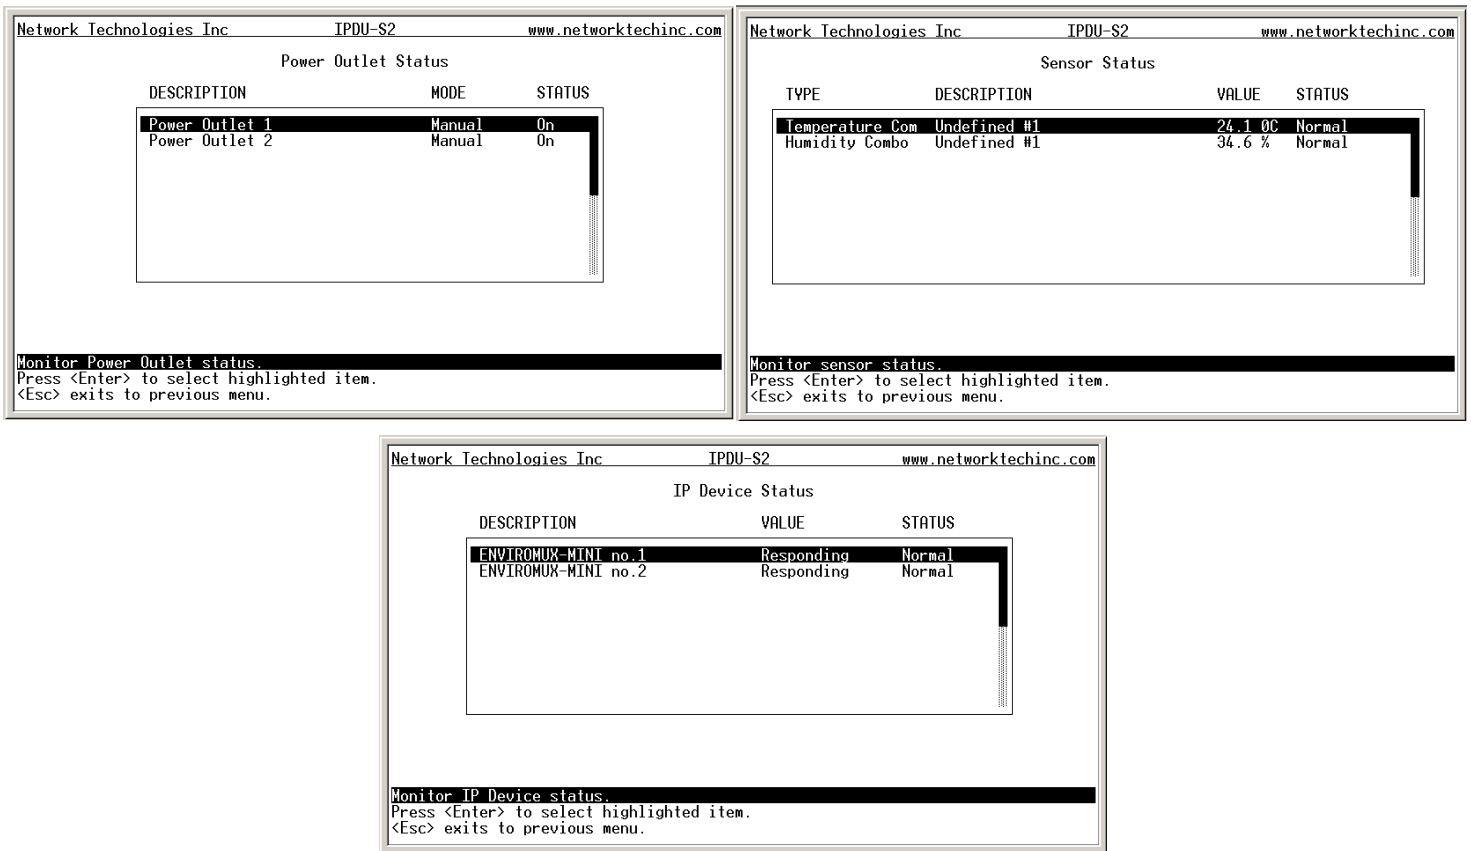 Network Technologies Inc IPDU-S2 www.networktechinc.com
Power Outlet Status
DESCRIPTION MODE STATUS
Power Outlet 1 Manual On
Power Outlet 2 Manual On
Monitor Power Outlet status.
Press <Enter> to select highlighted item.
<Esc> exits to previous menu.
Network Technologies Inc IPDU-S2 www.networktechinc.com
Sensor Status
TYPE DESCRIPTION VALUE STATUS
Temperature Com Undefined #1 24.1 0C Normal
Humidity Combo Undefined #1 34.6 % Normal
Monitor sensor status.
Press <Enter> to select highlighted item.
<Esc> exits to previous menu.
Network Technologies Inc IPDU-S2 www.networktechinc.com
IP Device Status
DESCRIPTION VALUE STATUS
ENVIROMUX-MINI no.1 Responding Normal
ENVIROMUX-MINI no.2 Responding Normal
Monitor IP Device status.
Press <Enter> to select highlighted item.
<Esc> exits to previous menu.